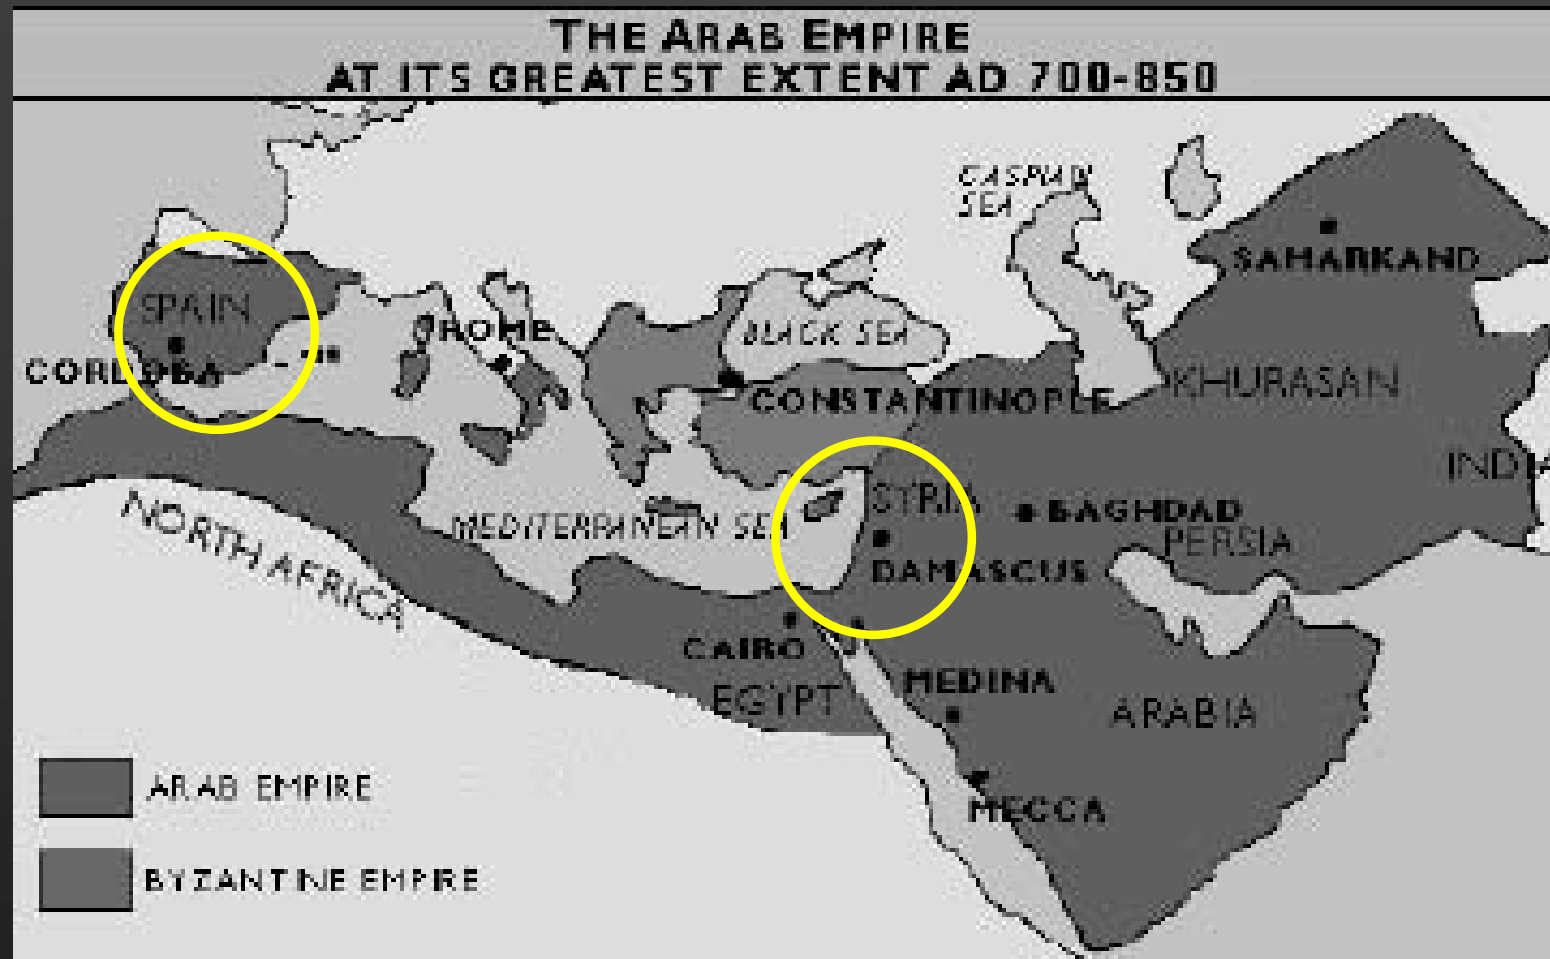 THE ARAB EMPIRE
AT ITS GREATEST EXTENT AD 700-850
CASPIAN
SEA
SAMARKAND
SPAIN
ROME
BLACK SEA
CORDOBA
KHURASAN
CONSTANTINOPLE
INDIA
SYRIA
BAGHDAD
NORTH AFRICA
MEDITERRANEAN SEA
PERSIA
DAMASCUS
CAIRO
MEDINA
EGYPT
ARABIA
ARAB EMPIRE
MECCA
BYZANTINE EMPIRE